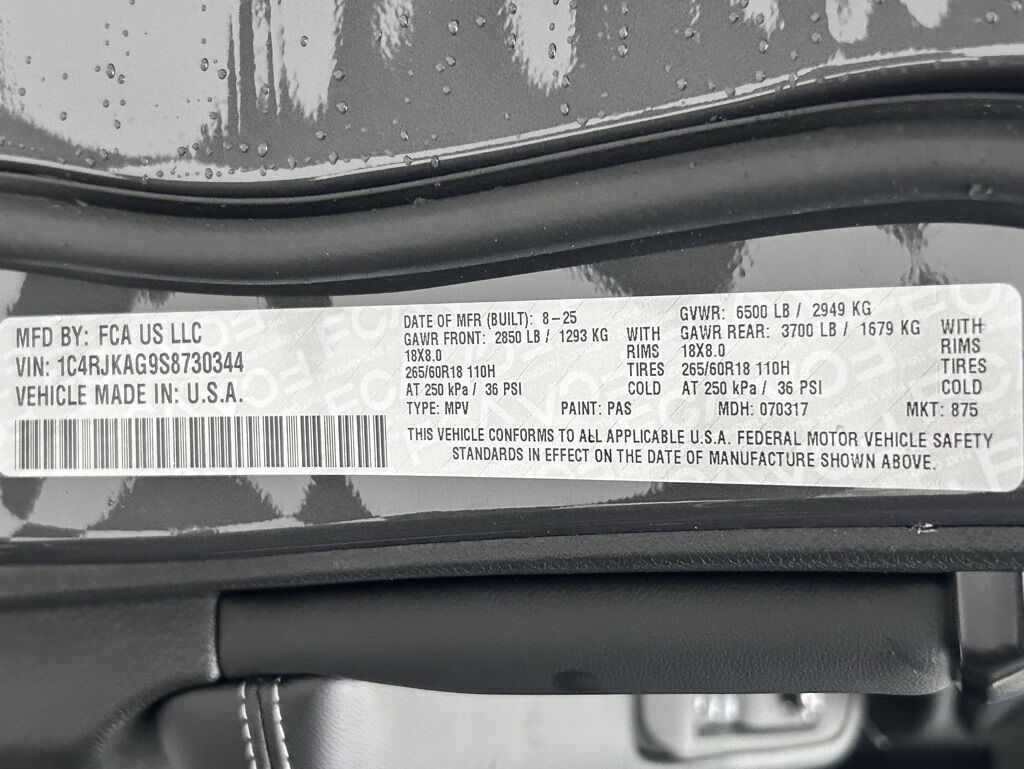 MFD BY: FCA US LLC
VIN: 1C4RJKAG9S8730344
VEHICLE MADE IN: U.S.A.
DATE OF MFR (BUILT): 8-25
GVWR: 6500 LB / 2949 KG
GAWR FRONT: 2850 LB / 1293 KG WITH
GAWR REAR: 3700 LB / 1679 KG WITH
18X8.0 RIMS
18X8.0 RIMS
265/60R18 110H TIRES
265/60R18 110H TIRES
AT 250 kPa / 36 PSI COLD
AT 250 kPa / 36 PSI COLD
TYPE: MPV PAINT: PAS MDH: 070317 MKT: 875
THIS VEHICLE CONFORMS TO ALL APPLICABLE U.S.A. FEDERAL MOTOR VEHICLE SAFETY
STANDARDS IN EFFECT ON THE DATE OF MANUFACTURE SHOWN ABOVE.